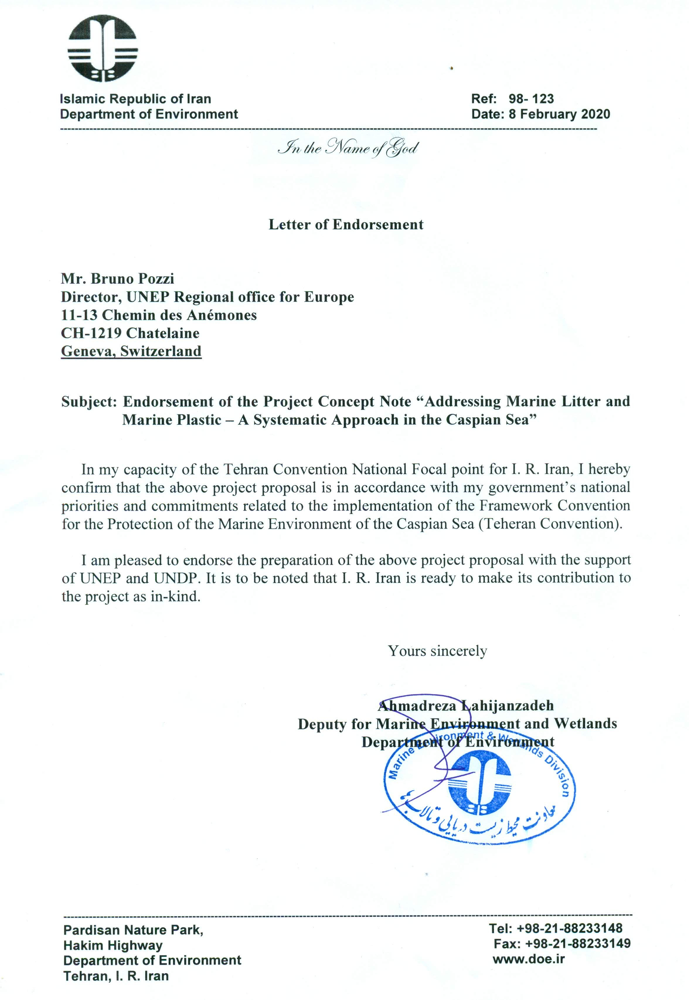 Islamic Republic of Iran
Department of Environment
Ref: 98- 123
Date: 8 February 2020
In the Name of God
Letter of Endorsement
Mr. Bruno Pozzi
Director, UNEP Regional office for Europe
11-13 Chemin des Anémones
CH-1219 Chatelaine
Geneva, Switzerland
Subject: Endorsement of the Project Concept Note “Addressing Marine Litter and
Marine Plastic – A Systematic Approach in the Caspian Sea”
In my capacity of the Tehran Convention National Focal point for I. R. Iran, I hereby
confirm that the above project proposal is in accordance with my government’s national
priorities and commitments related to the implementation of the Framework Convention
for the Protection of the Marine Environment of the Caspian Sea (Teheran Convention).
I am pleased to endorse the preparation of the above project proposal with the support
of UNEP and UNDP. It is to be noted that I. R. Iran is ready to make its contribution to
the project as in-kind.
Yours sincerely
Ahmadreza Lahijanzadeh
Deputy for Marine Environment and Wetlands
Department of Environment
Marine Environment & Wetlands Division
معاونت محیط زیست دریایی و تالاب ها
Pardisan Nature Park,
Hakim Highway
Department of Environment
Tehran, I. R. Iran
Tel: +98-21-88233148
Fax: +98-21-88233149
www.doe.ir